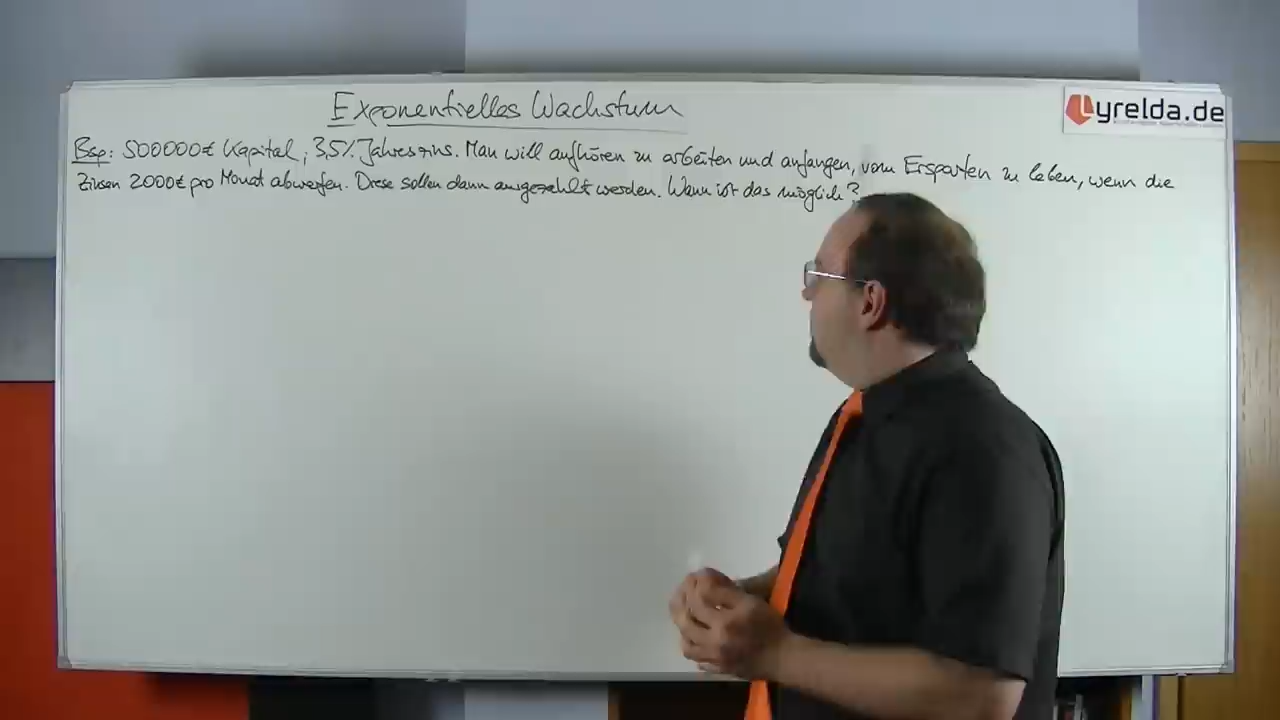 Exponentielles Wachstum
Lyrelda.de
Bsp: 500000€ Kapital, 3,5% Jahreszins. Man will aufhören zu arbeiten und anfangen, vom Ersparten zu leben, wenn die
Zinsen 2000€ pro Monat abwerfen. Diese sollen dann ausgezahlt werden. Wann ist das möglich?